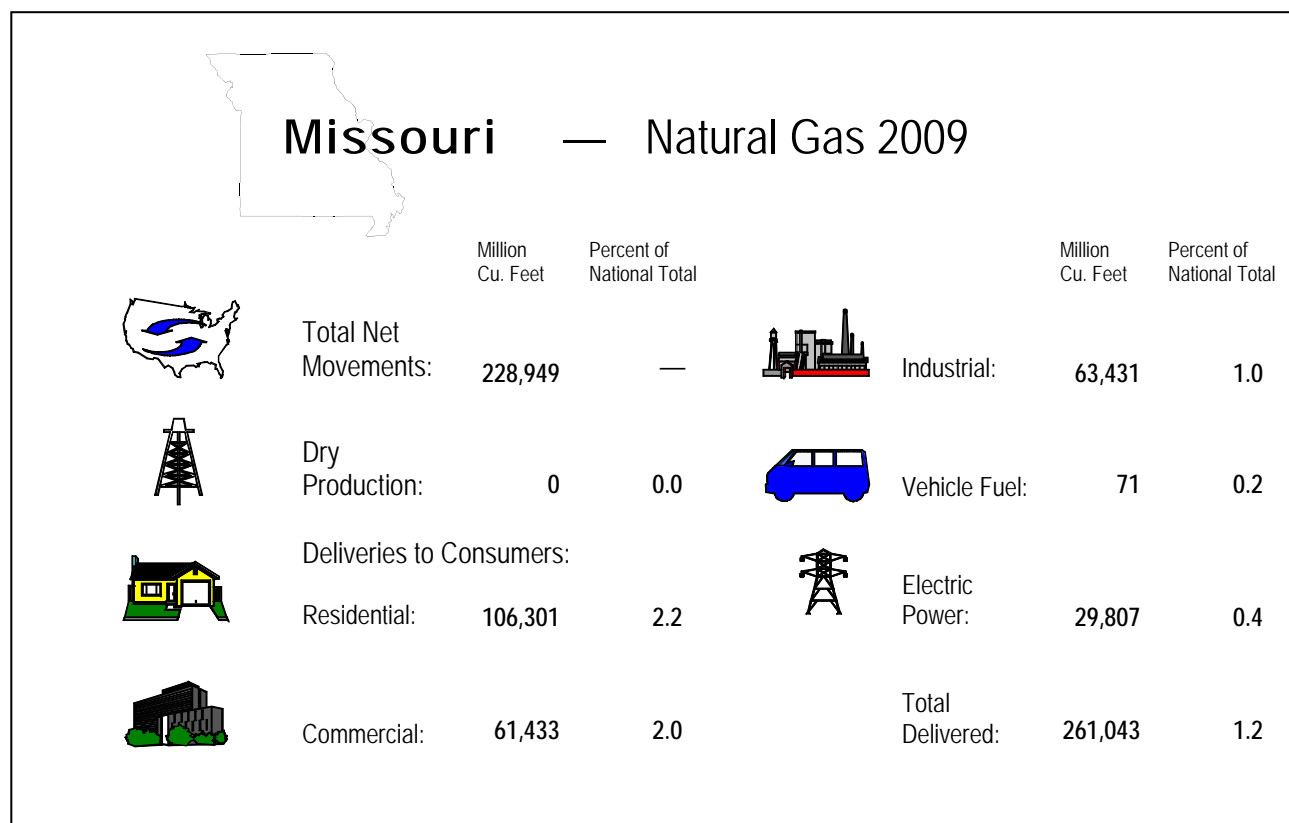 Missouri — Natural Gas 2009
Million Cu. Feet
Percent of National Total
Total Net Movements: 228,949 —
Dry Production: 0 0.0
Deliveries to Consumers:
Residential: 106,301 2.2
Commercial: 61,433 2.0
Million Cu. Feet
Percent of National Total
Industrial: 63,431 1.0
Vehicle Fuel: 71 0.2
Electric Power: 29,807 0.4
Total Delivered: 261,043 1.2